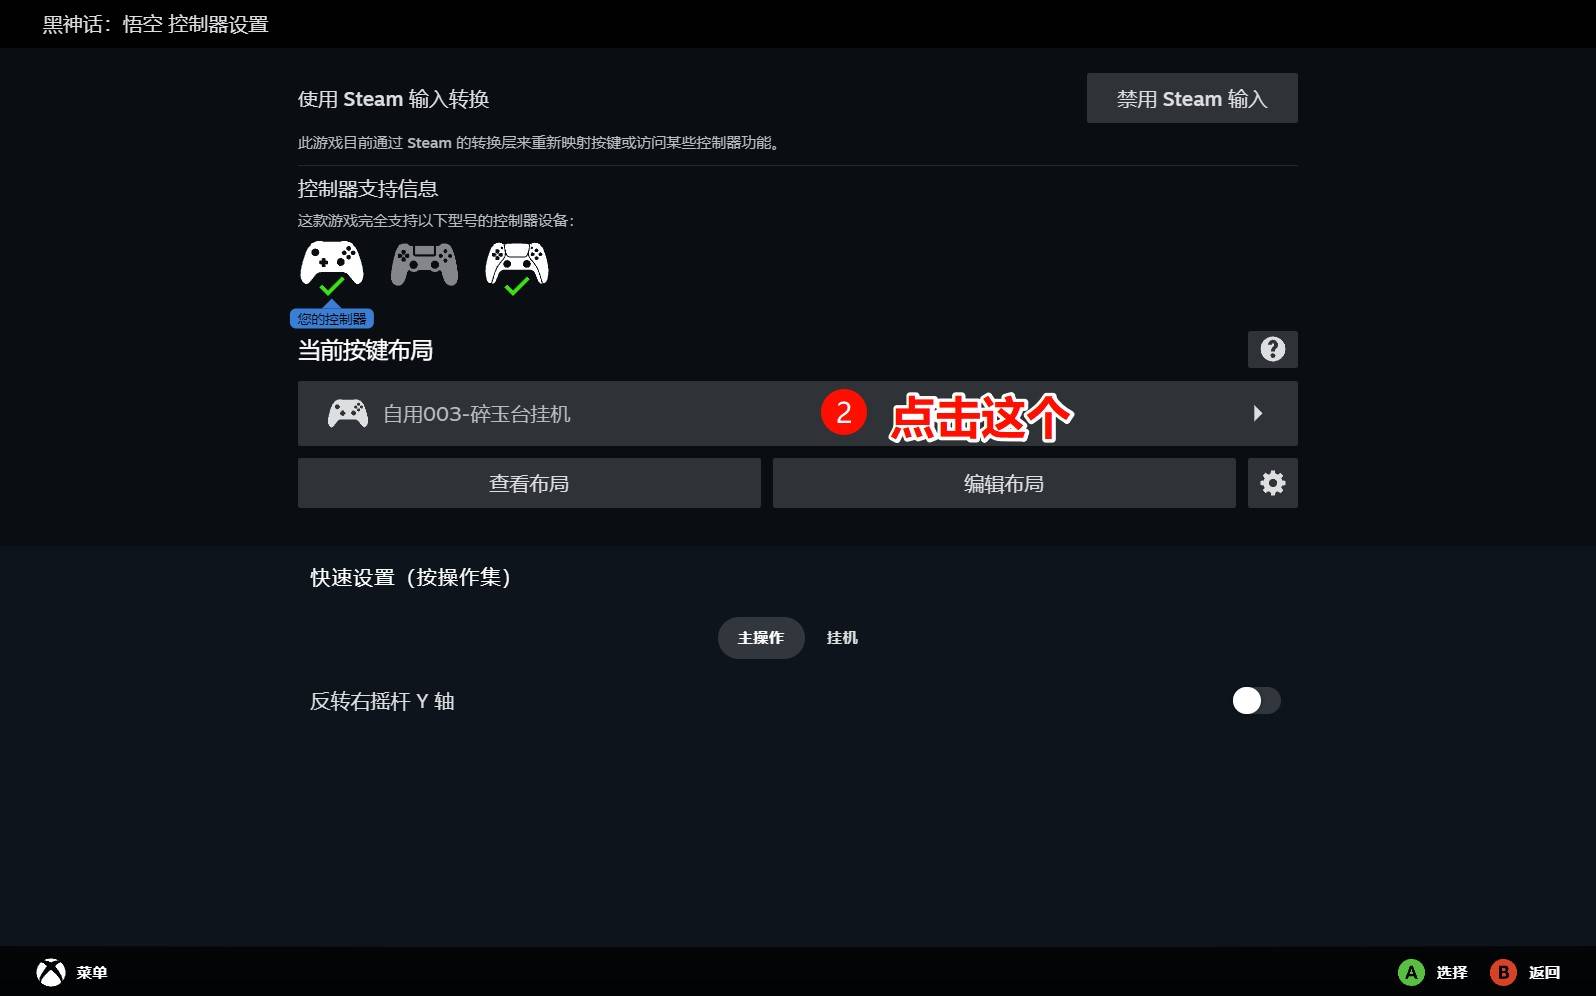 黑神话：悟空 控制器设置
使用 Steam 输入转换
禁用 Steam 输入
此游戏目前通过 Steam 的转换层来重新映射按键或访问某些控制器功能。
控制器支持信息
这款游戏完全支持以下型号的控制器设备：
您的控制器
当前按键布局
?
自用003-碎玉台挂机
2 点击这个
查看布局
编辑布局
快速设置（按操作集）
主操作 挂机
反转右摇杆 Y 轴
菜单
A 选择 B 返回